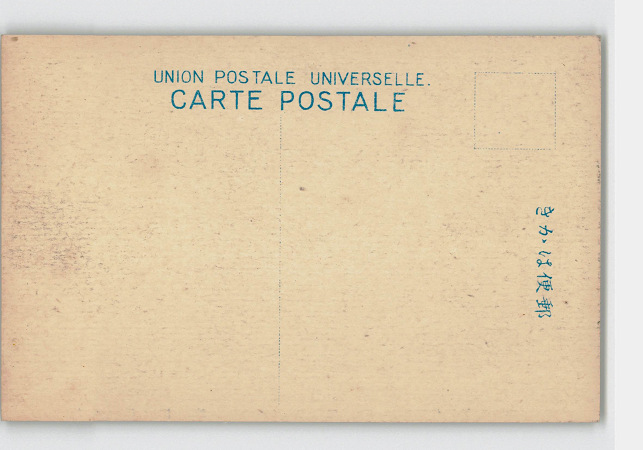 UNION POSTALE UNIVERSELLE.
CARTE POSTALE
きかは便郵